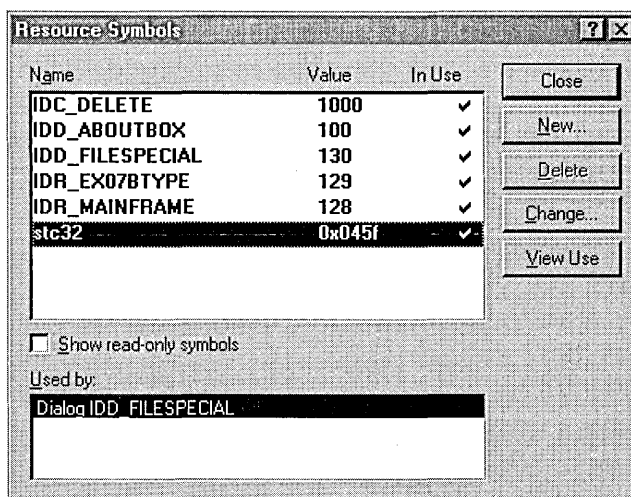 Resource Symbols
Name Value In Use
IDC_DELETE 1000
IDD_ABOUTBOX 100
IDD_FILESPECIAL 130
IDR_EX07BTYPE 129
IDR_MAINFRAME 128
stc32 0x045f
Close
New...
Delete
Change...
View Use
Show read-only symbols
Used by:
Dialog IDD_FILESPECIAL